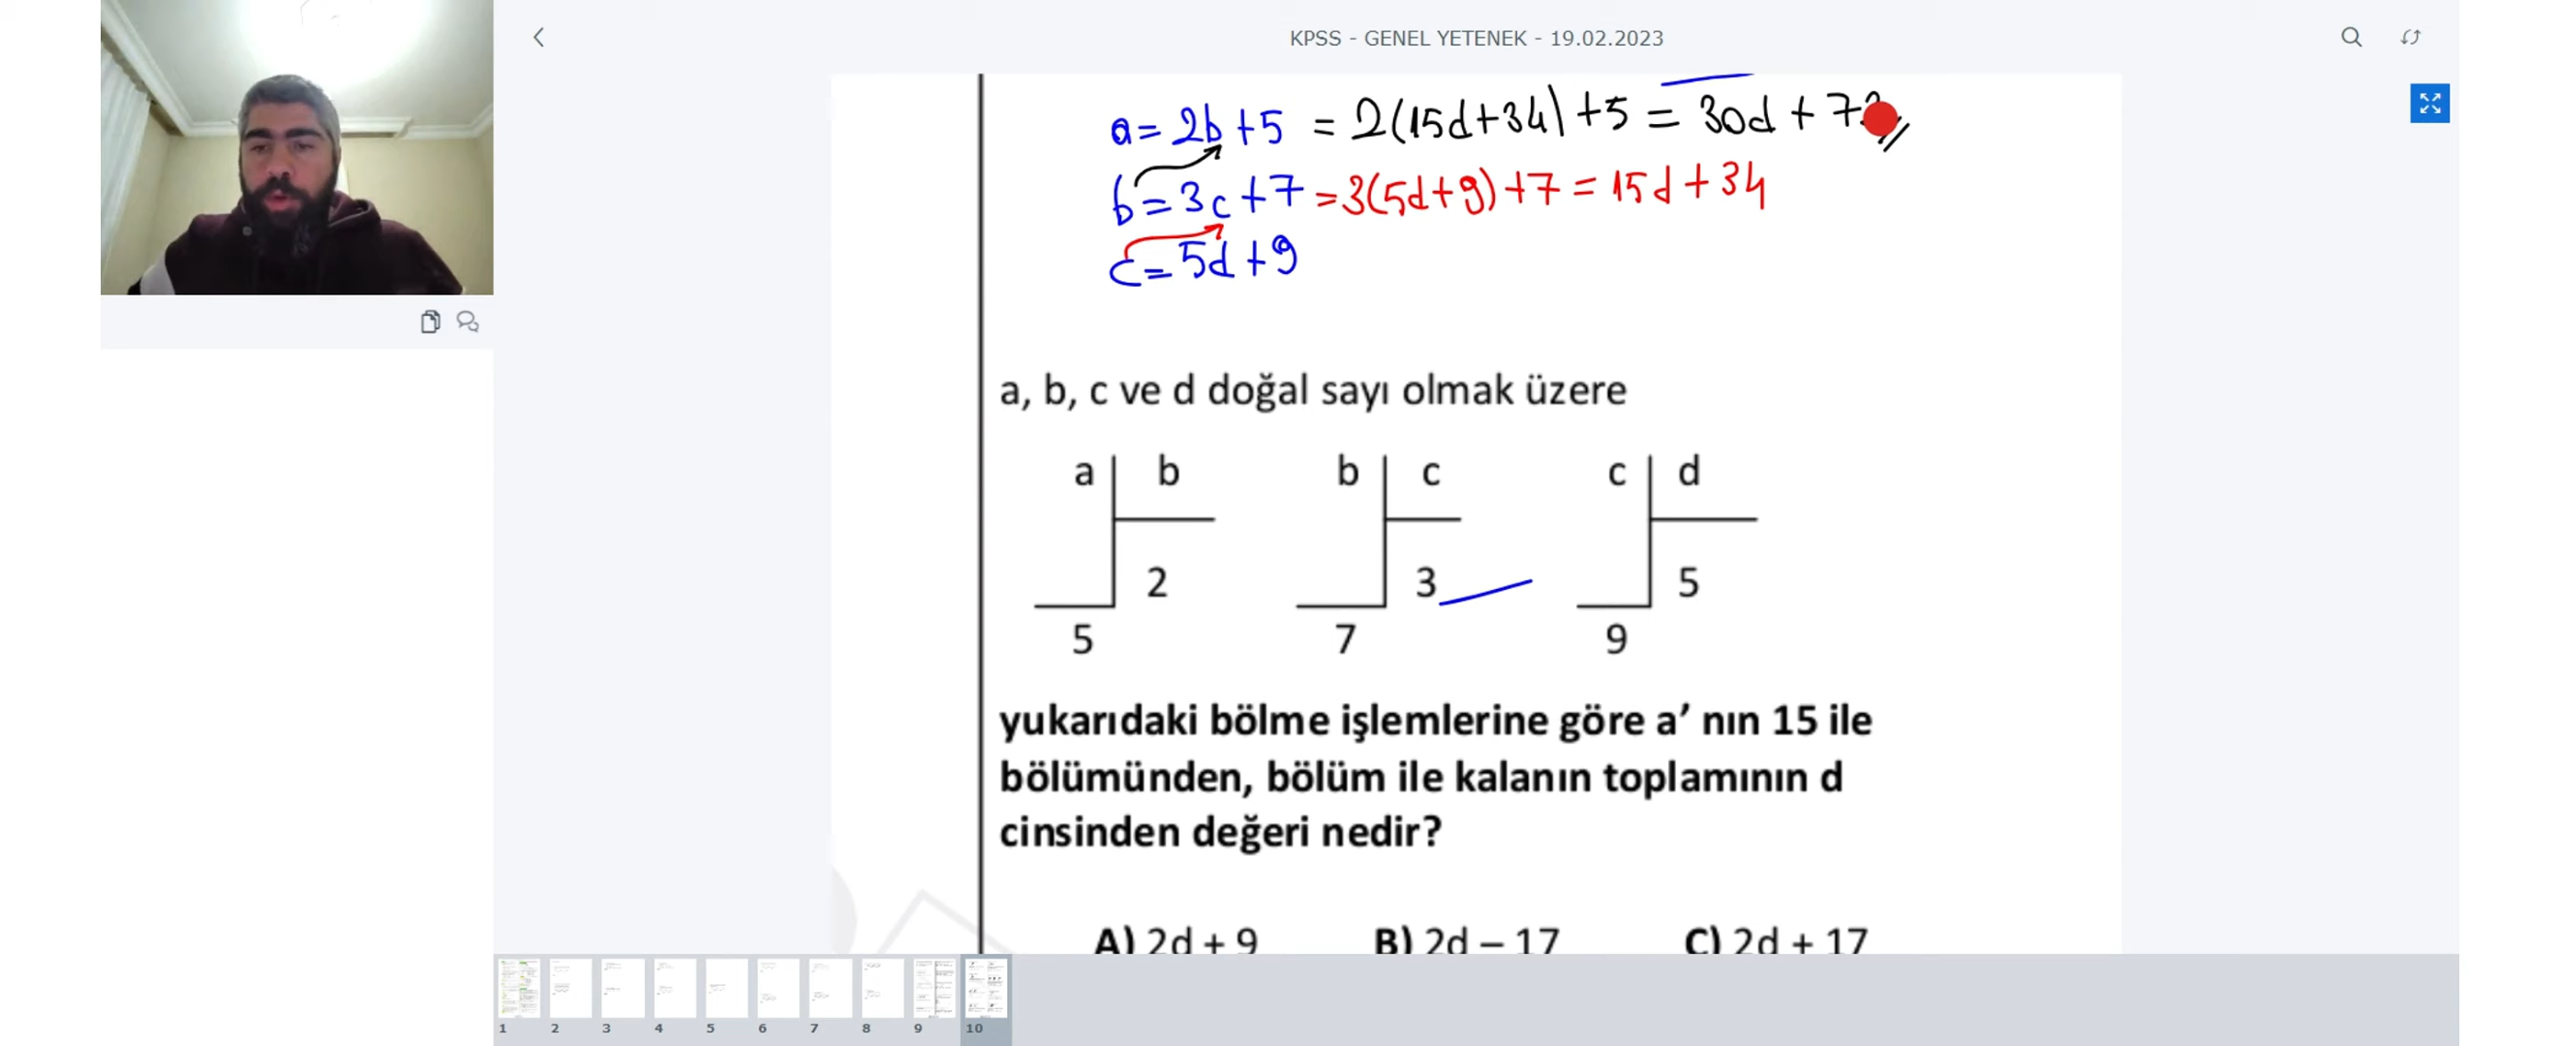 KPSS - GENEL YETENEK - 19.02.2023
a = 2b + 5 = 2(15d+34) + 5 = 30d + 73
b = 3c + 7 = 3(5d+9) + 7 = 15d + 34
c = 5d + 9
a, b, c ve d doğal sayı olmak üzere
a b b c c d
2 3 5
5 7 9
yukarıdaki bölme işlemlerine göre a’ nın 15 ile
bölümünden, bölüm ile kalanın toplamının d
cinsinden değeri nedir?
A) 2d + 9 B) 2d – 17 C) 2d + 17
1 2 3 4 5 6 7 8 9 10